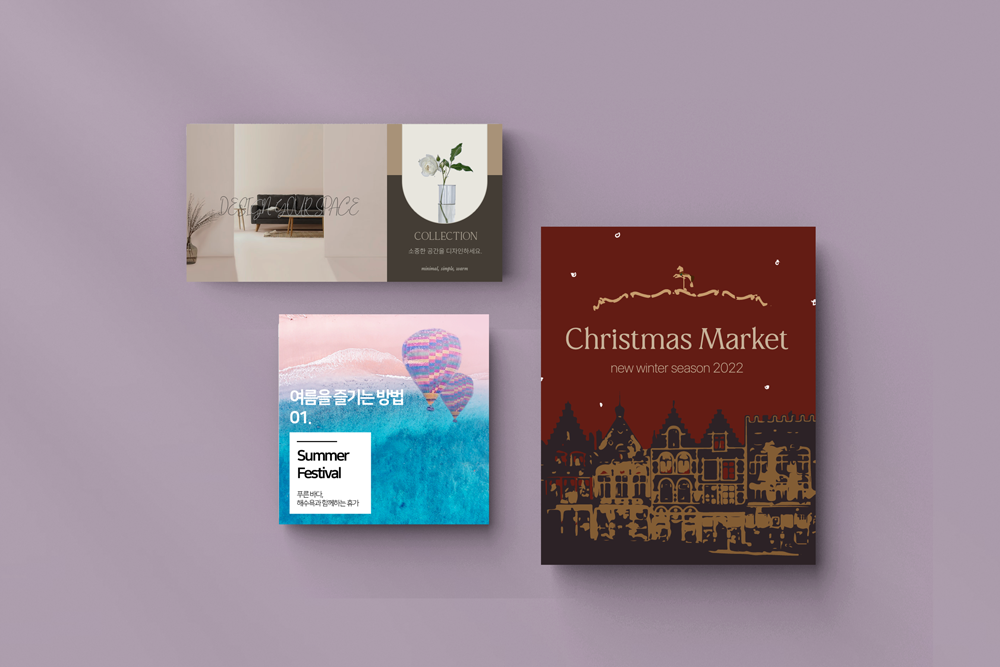 DESIGN YOUR SPACE
COLLECTION
소중한 공간을 디자인하세요.
minimal, simple, warm
여름을 즐기는 방법
01.
Summer
Festival
푸른 바다,
해수욕과 함께하는 휴가
Christmas Market
new winter season 2022